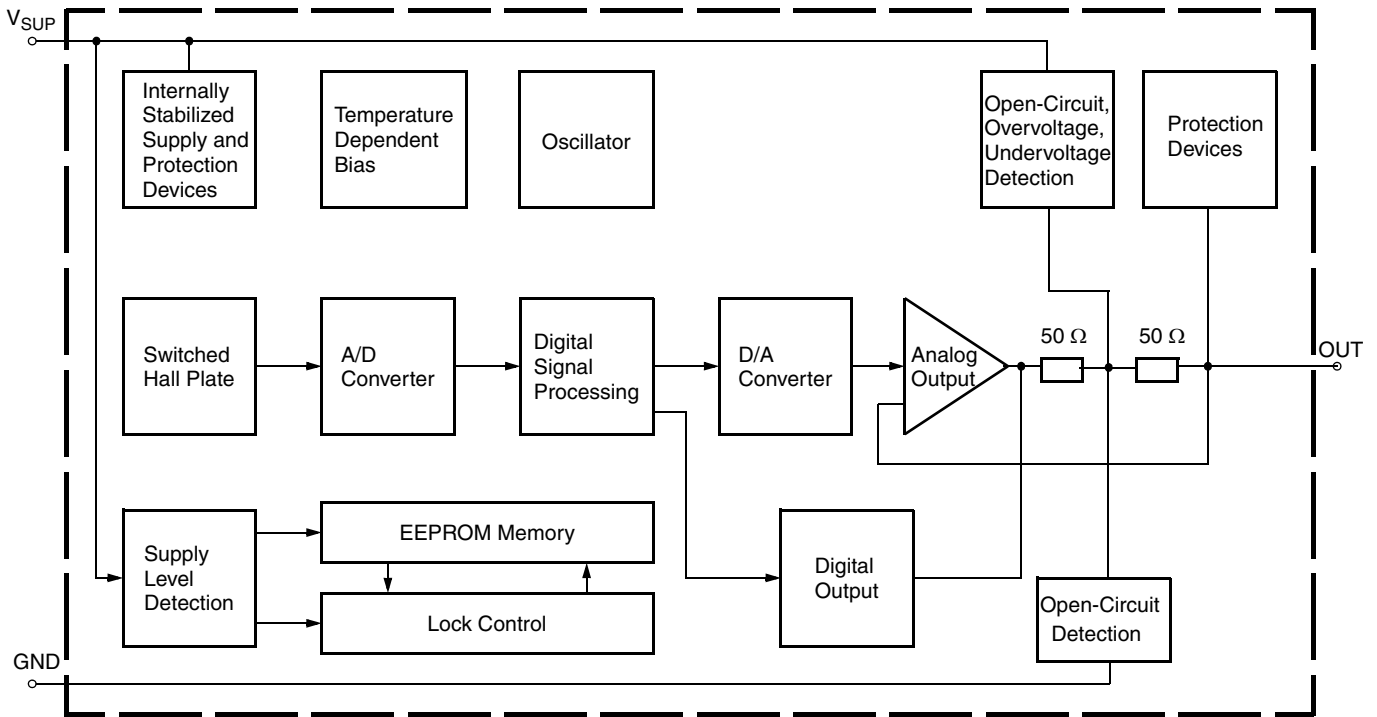 VSUP
Internally
Stabilized
Supply and
Protection
Devices
Temperature
Dependent
Bias
Oscillator
Open-Circuit,
Overvoltage,
Undervoltage
Detection
Protection
Devices
Switched
Hall Plate
A/D
Converter
Digital
Signal
Processing
D/A
Converter
Analog
Output
50 Ω
50 Ω
OUT
Supply
Level
Detection
EEPROM Memory
Lock Control
Digital
Output
Open-Circuit
Detection
GND